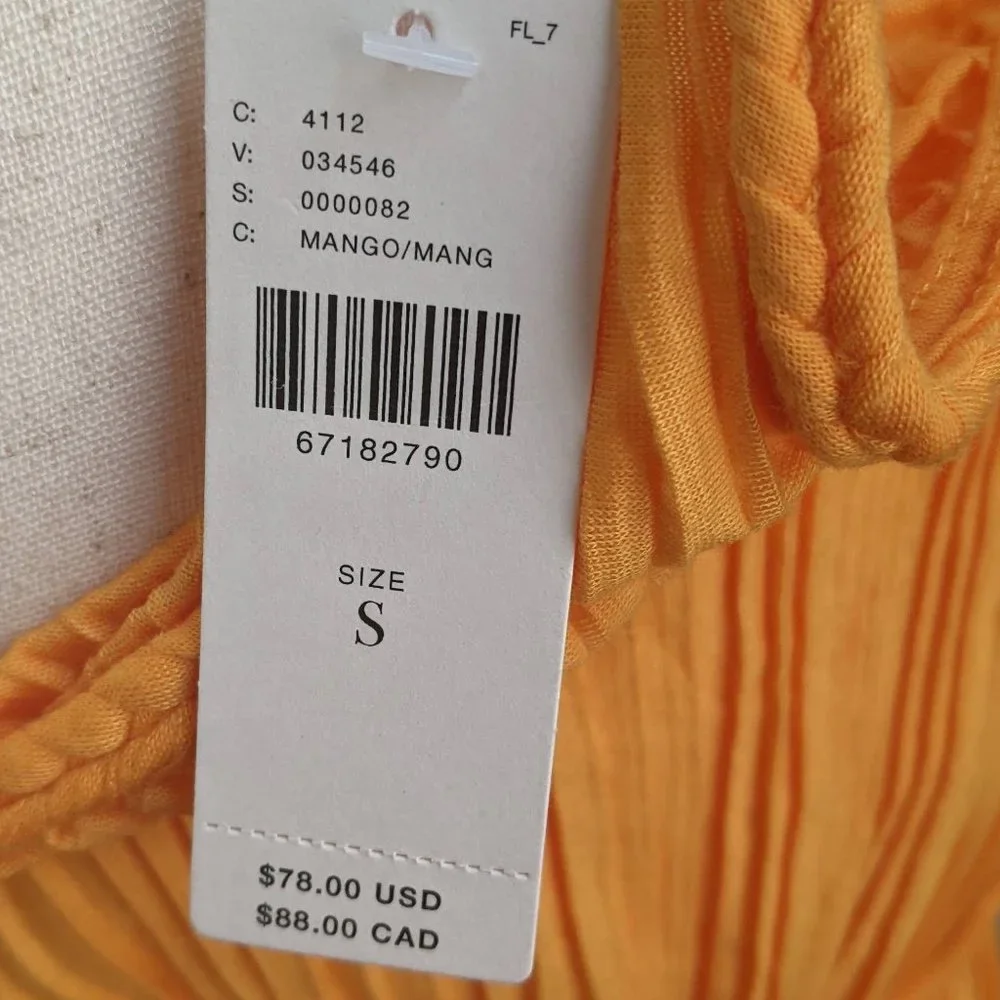 FL_7
C: 4112
V: 034546
S: 0000082
C: MANGO/MANG
67182790
SIZE
S
$78.00 USD
$88.00 CAD